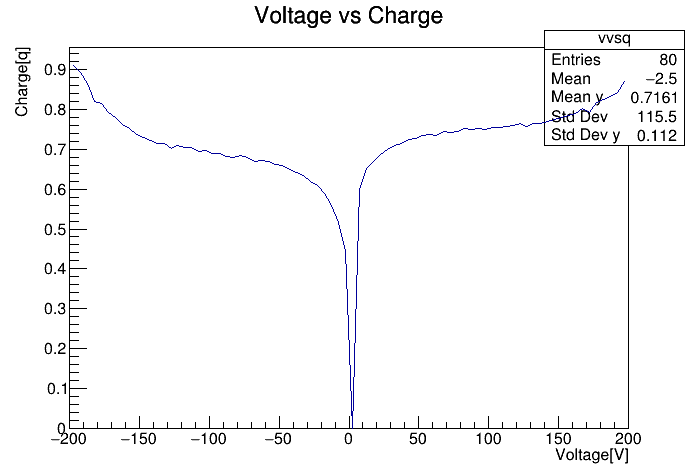 Voltage vs Charge
vvsq
Entries 80
Mean −2.5
Mean y 0.7161
Std Dev 115.5
Std Dev y 0.112
Charge[q]
0.9
0.8
0.7
0.6
0.5
0.4
0.3
0.2
0.1
0
−200 −150 −100 −50 0 50 100 150 200
Voltage[V]